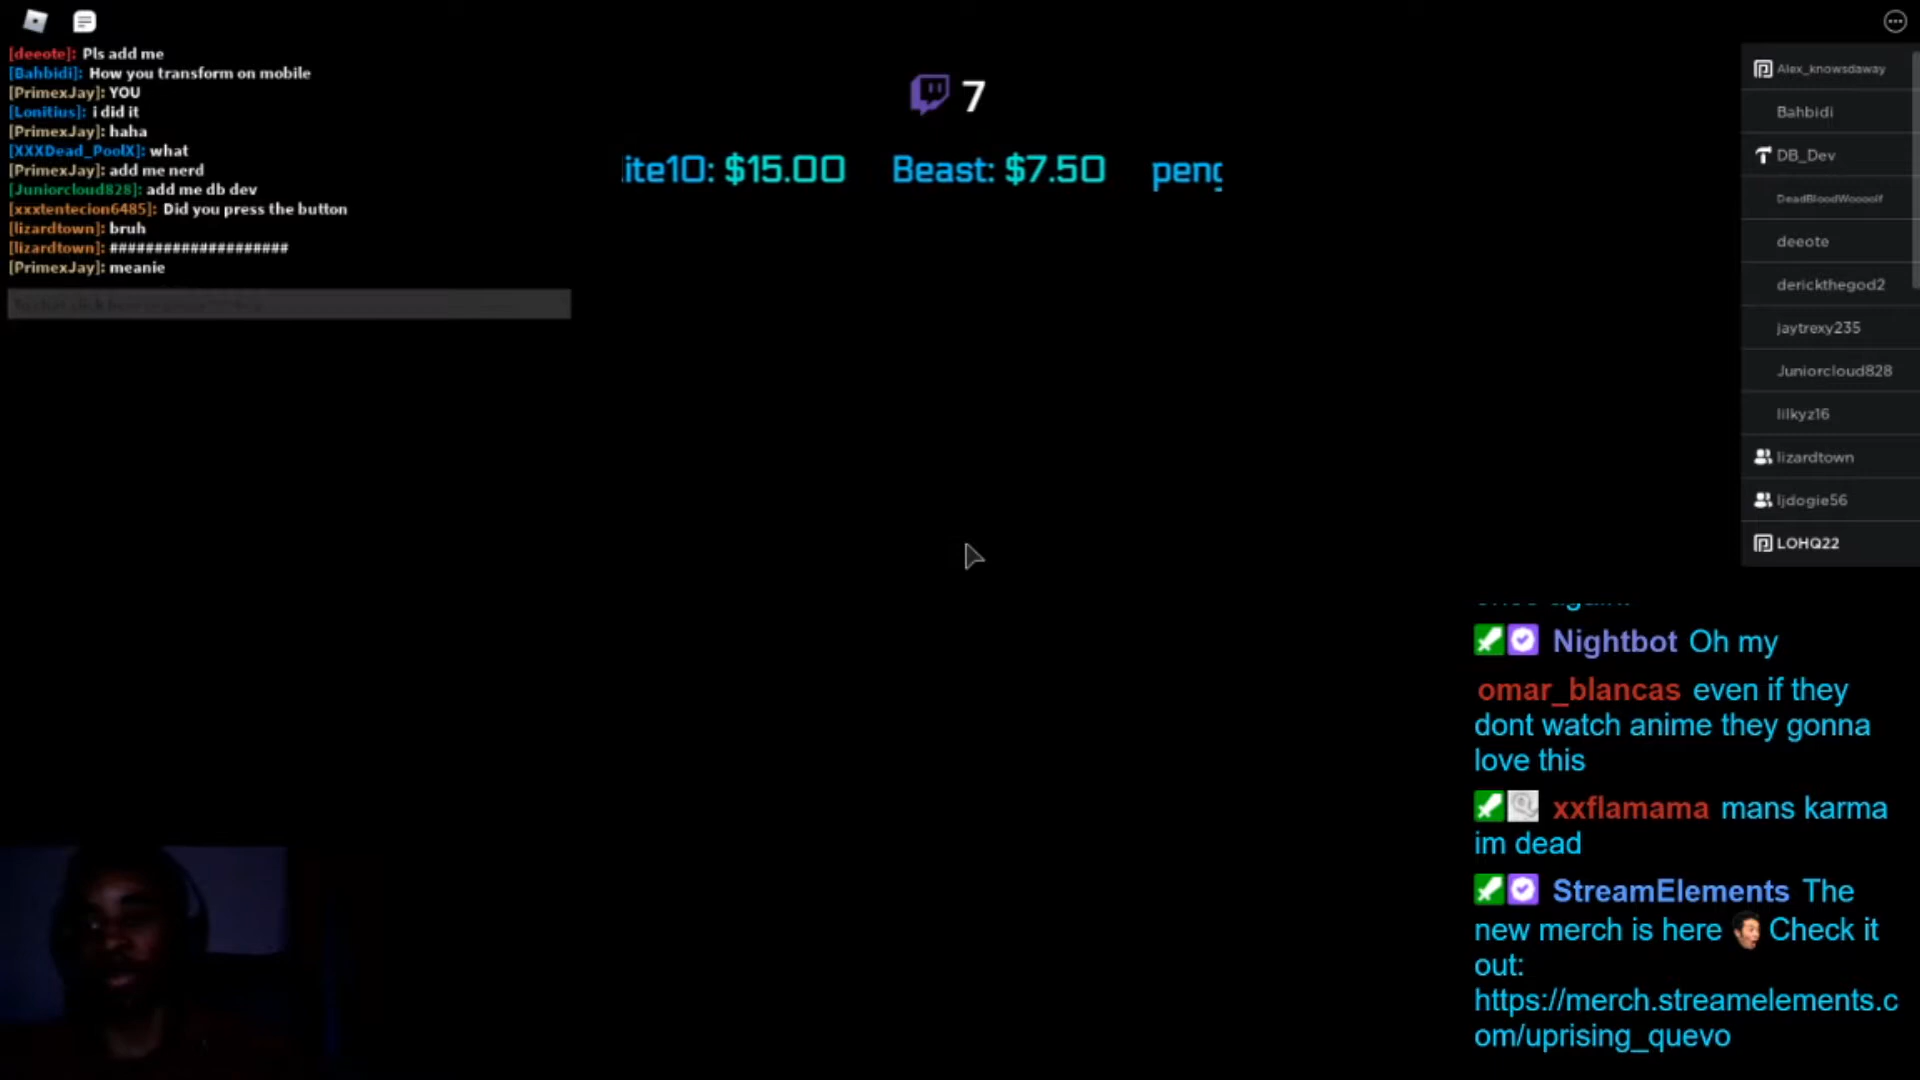 [deeote]: Pls add me
[Bahbidi]: How you transform on mobile
[PrimexJay]: YOU
[Lonitius]: i did it
[PrimexJay]: haha
[XXXDead_PoolX]: what
[PrimexJay]: add me nerd
[Juniorcloud828]: add me db dev
[xxxtentecion6485]: Did you press the button
[lizardtown]: bruh
[lizardtown]: ####################
[PrimexJay]: meanie
7
ite10: $15.00 Beast: $7.50 peng
Alex_knowsdaway
Bahbidi
DB_Dev
DeadBloodWoooolf
deeote
derickthegod2
jaytrexy235
Juniorcloud828
lilkyz16
lizardtown
ljdogie56
LOHQ22
Nightbot Oh my
omar_blancas even if they
dont watch anime they gonna
love this
xxflamama mans karma
im dead
StreamElements The
new merch is here Check it
out:
https://merch.streamelements.c
om/uprising_quevo